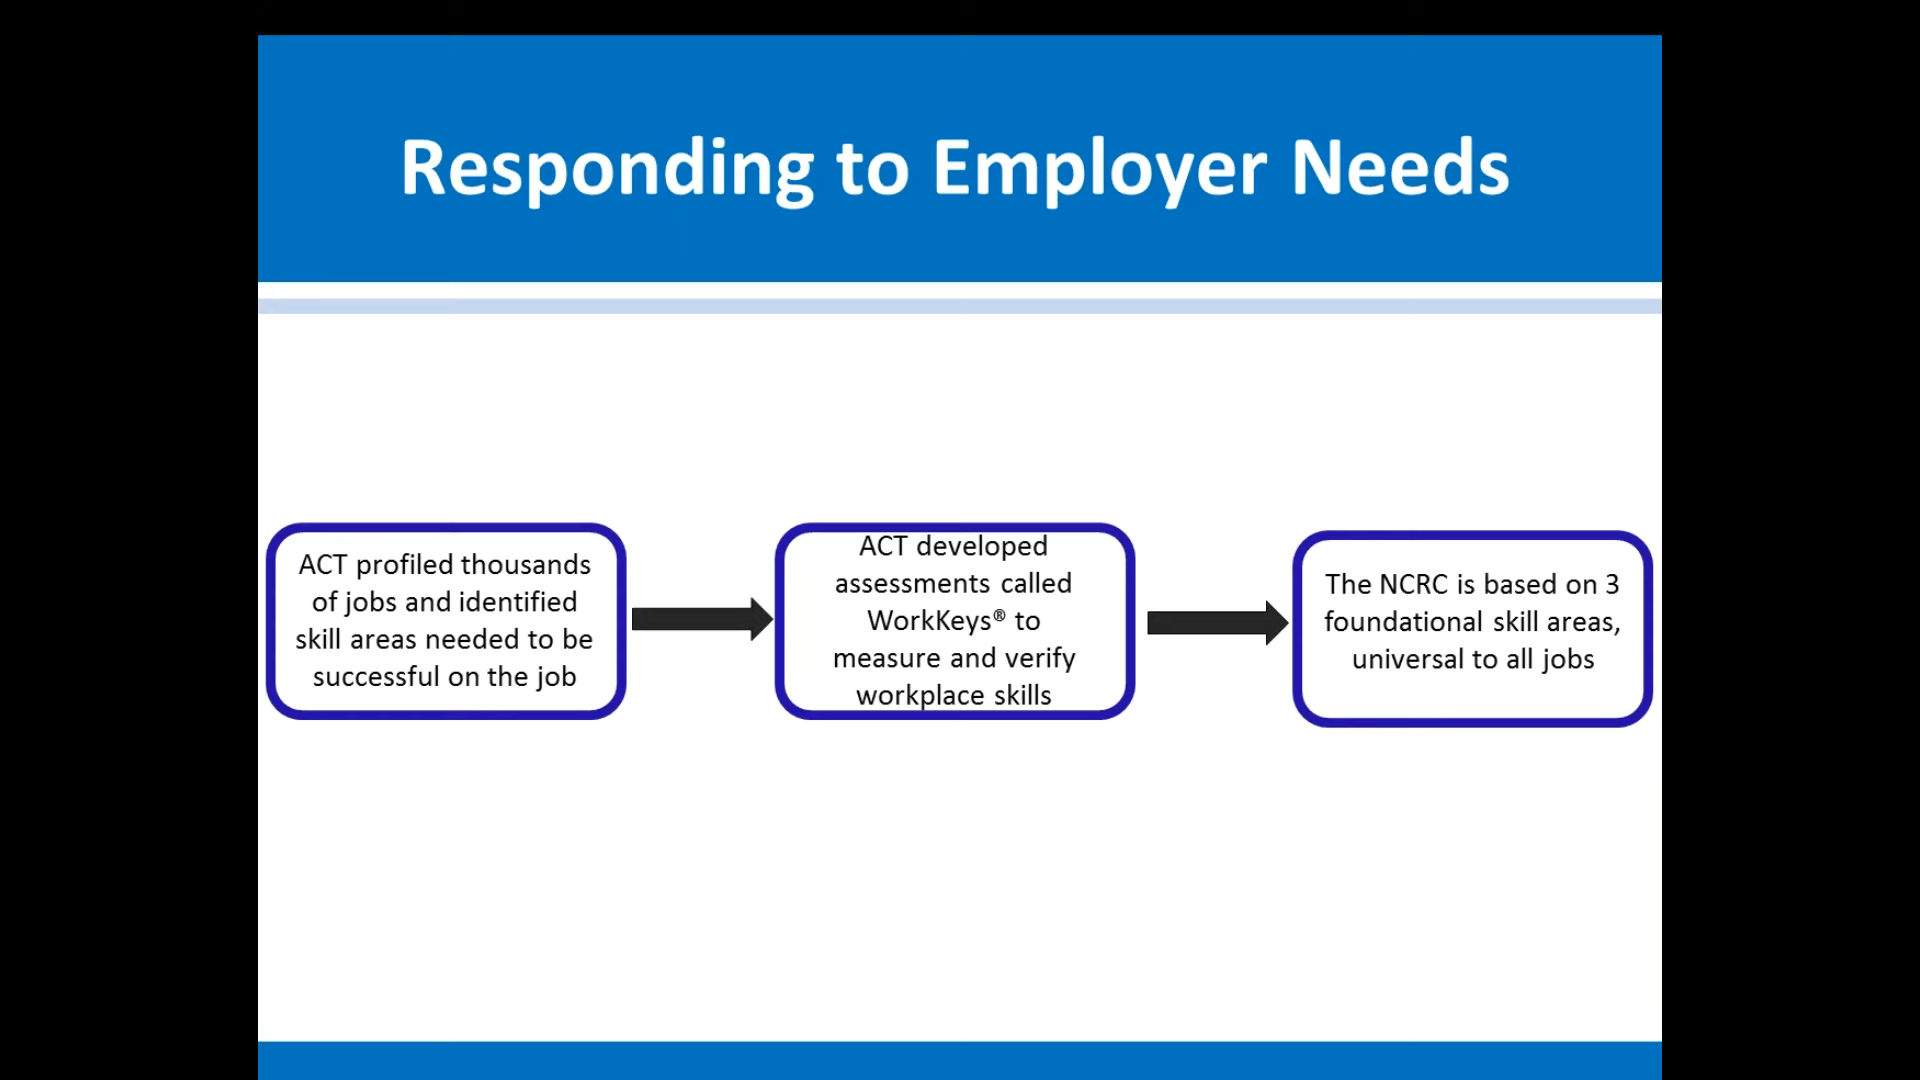 Responding to Employer Needs
ACT profiled thousands
of jobs and identified
skill areas needed to be
successful on the job
ACT developed
assessments called
WorkKeys® to
measure and verify
workplace skills
The NCRC is based on 3
foundational skill areas,
universal to all jobs